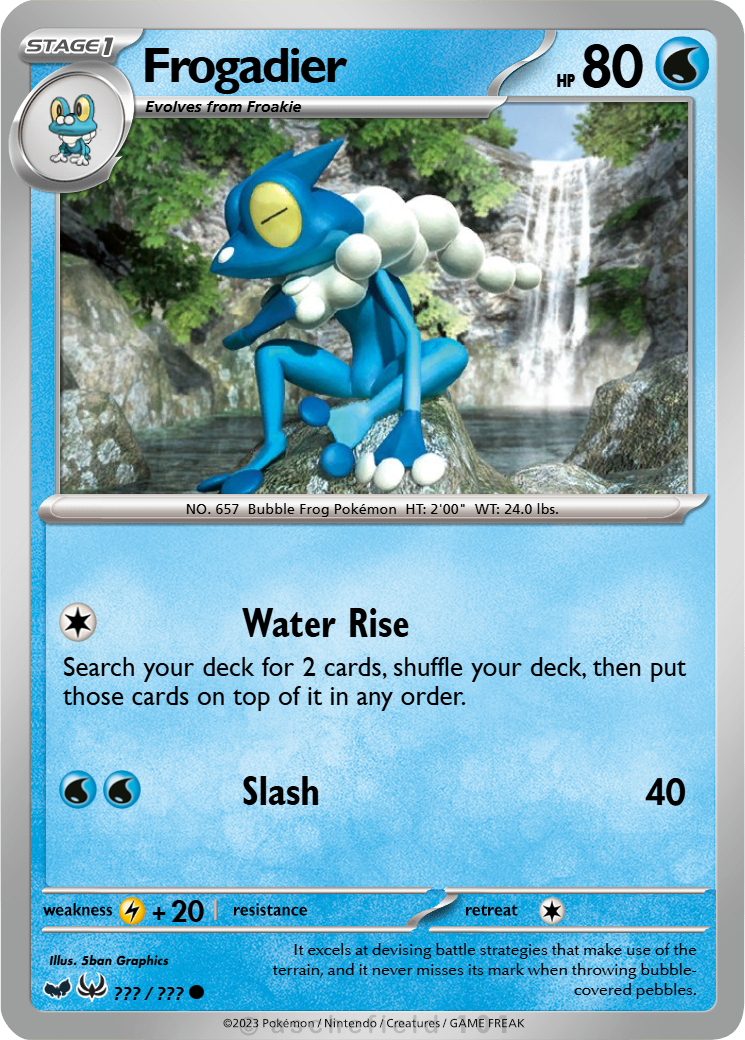 STAGE1
Frogadier
HP 80
Evolves from Froakie
NO. 657 Bubble Frog Pokémon HT: 2'00" WT: 24.0 lbs.
Water Rise
Search your deck for 2 cards, shuffle your deck, then put
those cards on top of it in any order.
Slash 40
weakness + 20 resistance retreat
Illus. 5ban Graphics
??? / ???
It excels at devising battle strategies that make use of the
terrain, and it never misses its mark when throwing bubble-
covered pebbles.
©2023 Pokémon / Nintendo / Creatures / GAME FREAK